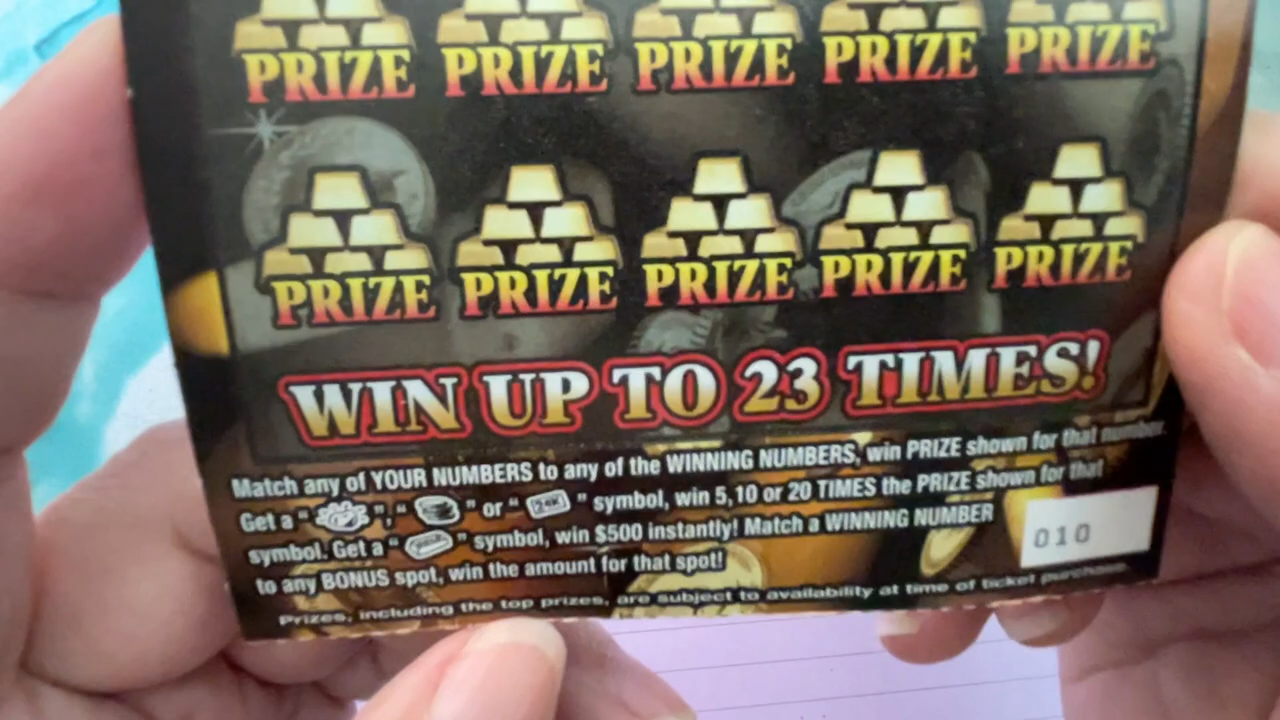 PRIZE PRIZE PRIZE PRIZE PRIZE
PRIZE PRIZE PRIZE PRIZE PRIZE
WIN UP TO 23 TIMES!
Match any of YOUR NUMBERS to any of the WINNING NUMBERS, win PRIZE shown for that number.
Get a " ", " " or " 24K " symbol, win 5,10 or 20 TIMES the PRIZE shown for that
symbol. Get a " " symbol, win $500 instantly! Match a WINNING NUMBER
to any BONUS spot, win the amount for that spot!
010
Prizes, including the top prizes, are subject to availability at time of ticket purchase.